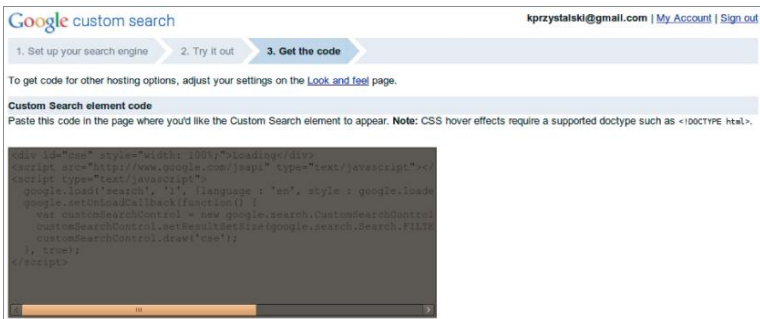 Google custom search
kprzystalski@gmail.com | My Account | Sign out
1. Set up your search engine 2. Try it out 3. Get the code
To get code for other hosting options, adjust your settings on the Look and feel page.
Custom Search element code
Paste this code in the page where you'd like the Custom Search element to appear. Note: CSS hover effects require a supported doctype such as <!DOCTYPE html>.
<div id="cse" style="width: 100%;">Loading</div>
<script src="http://www.google.com/jsapi" type="text/javascript"></
<script type="text/javascript">
google.load('search', '1', {language : 'en', style : google.loade
google.setOnLoadCallback(function() {
var customSearchControl = new google.search.CustomSearchControl
customSearchControl.setResultSetSize(google.search.Search.FILTE
customSearchControl.draw('cse');
}, true);
</script>